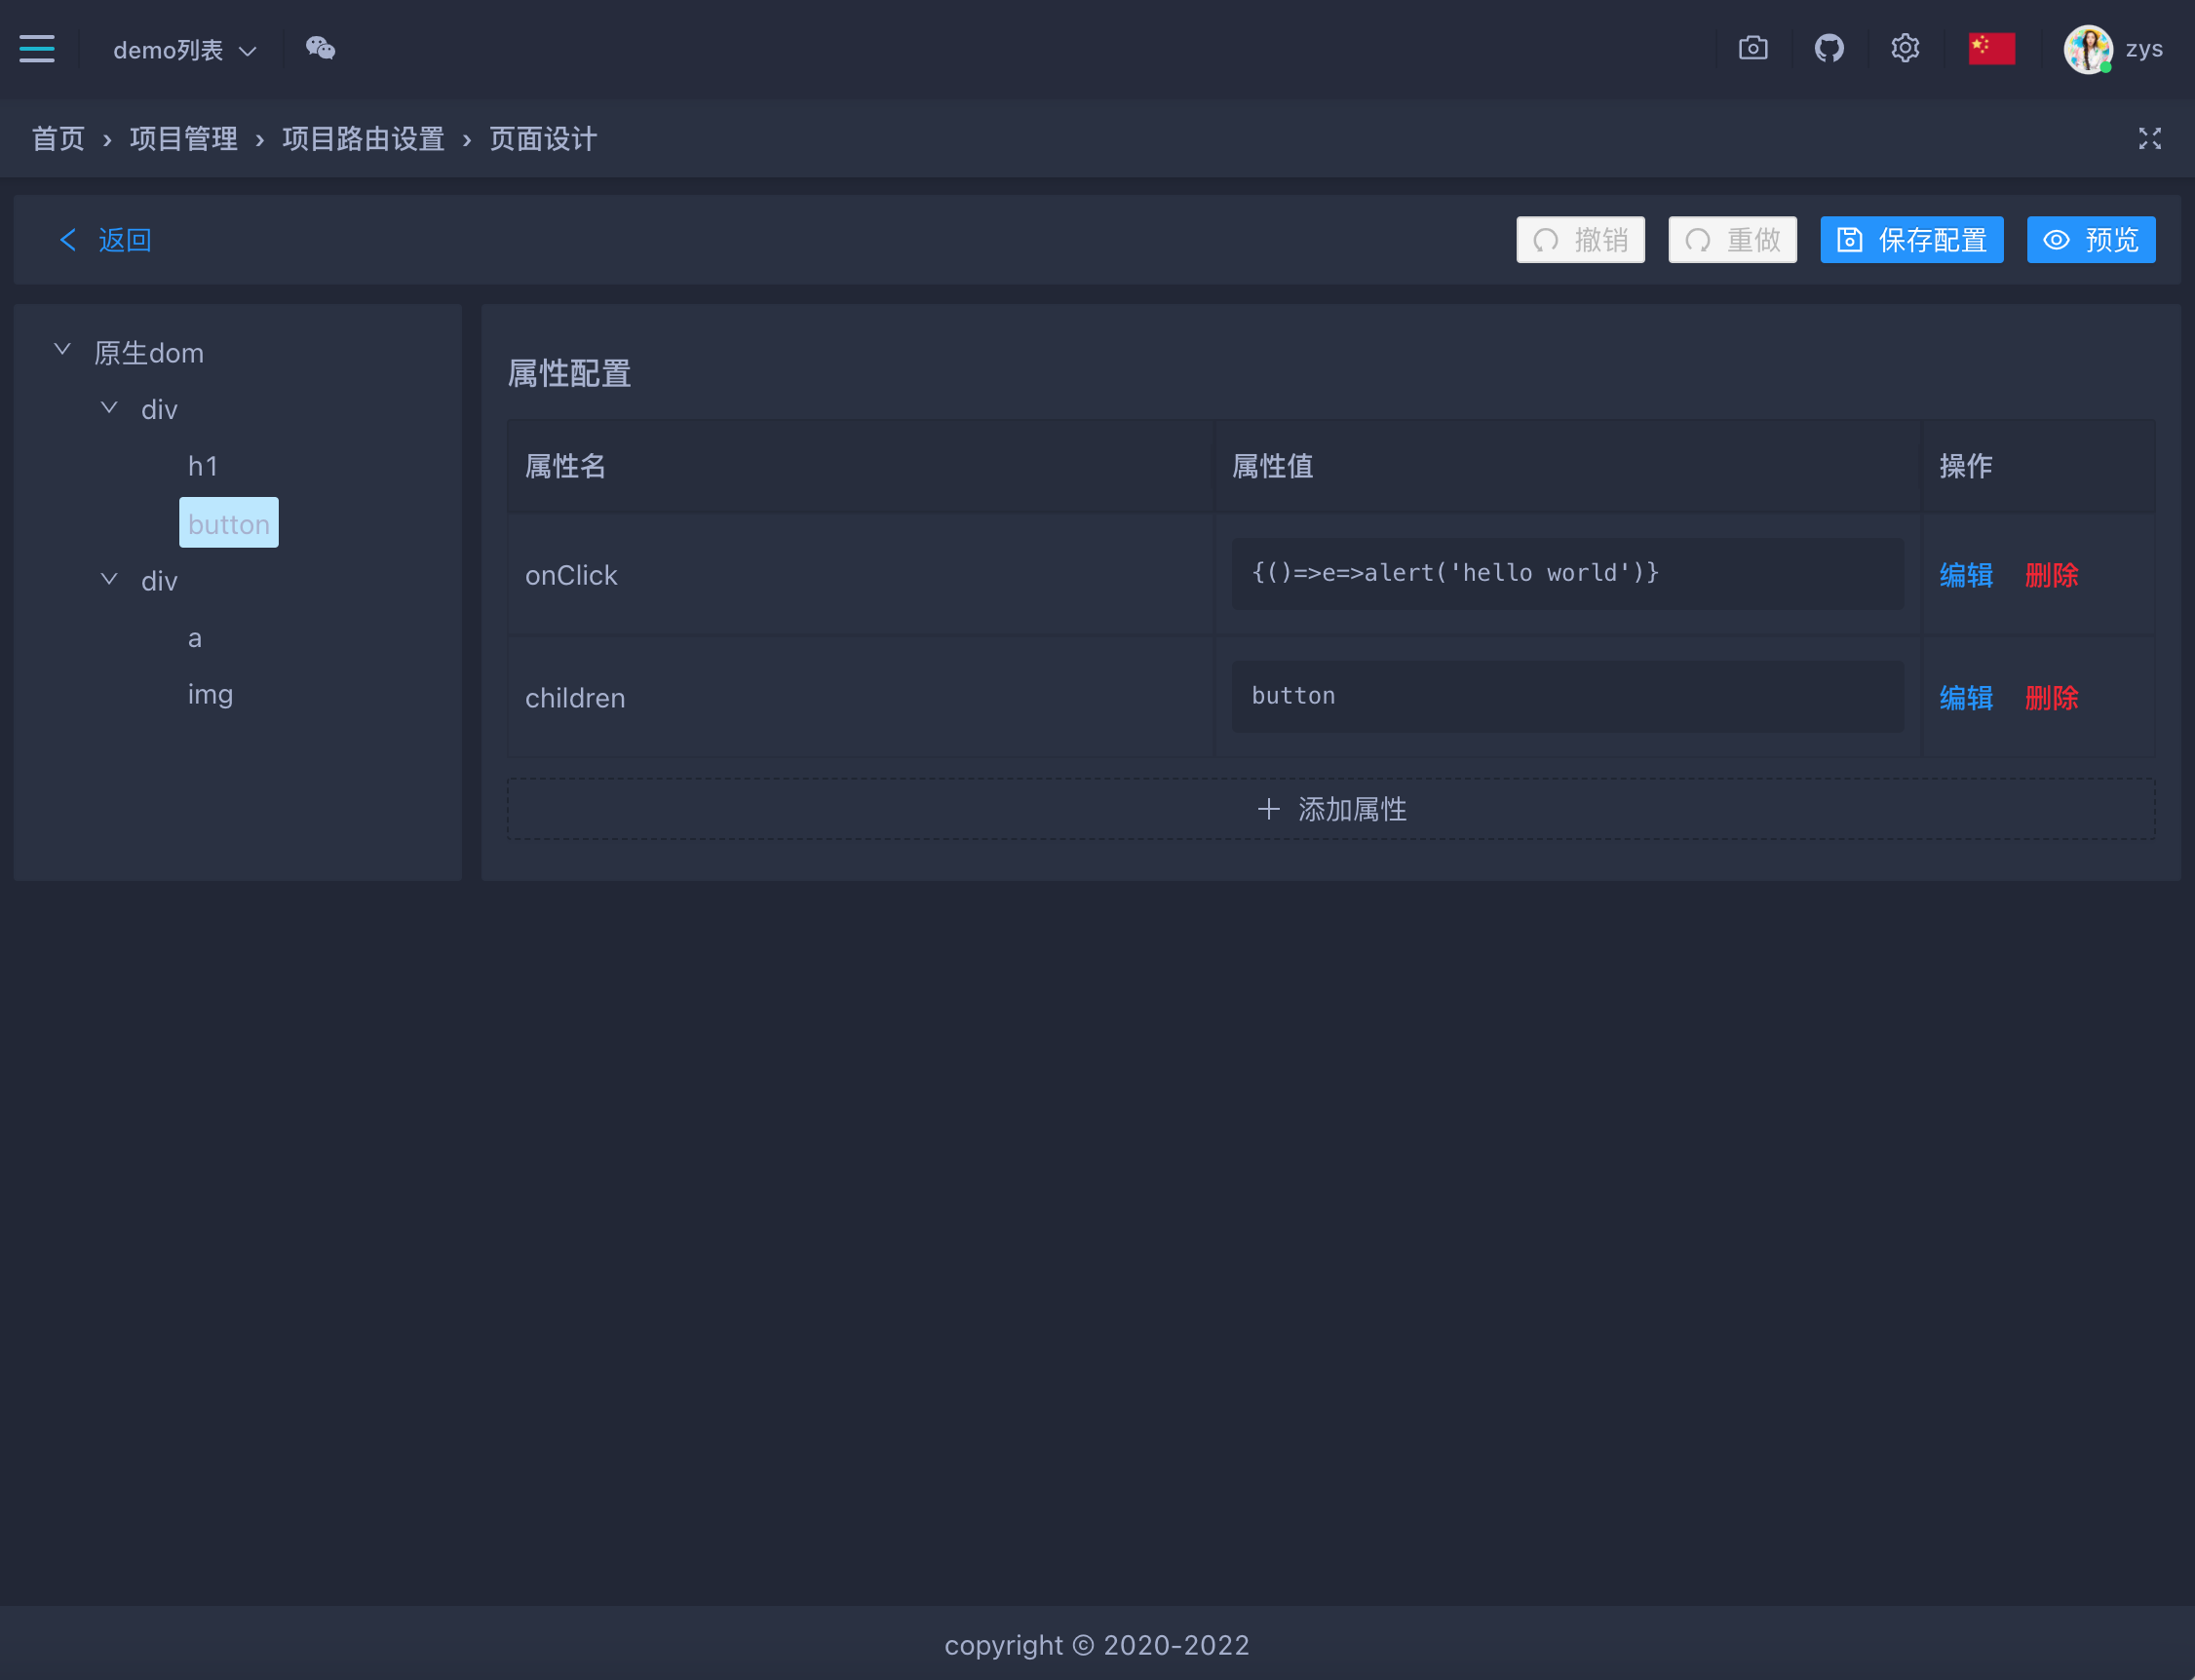 demo列表
zys
首页 › 项目管理 › 项目路由设置 › 页面设计
返回
撤销 重做 保存配置 预览
原生dom
div
h1
button
div
a
img
属性配置
属性名 属性值 操作
onClick {()=>e=>alert('hello world')} 编辑 删除
children button 编辑 删除
添加属性
copyright © 2020-2022